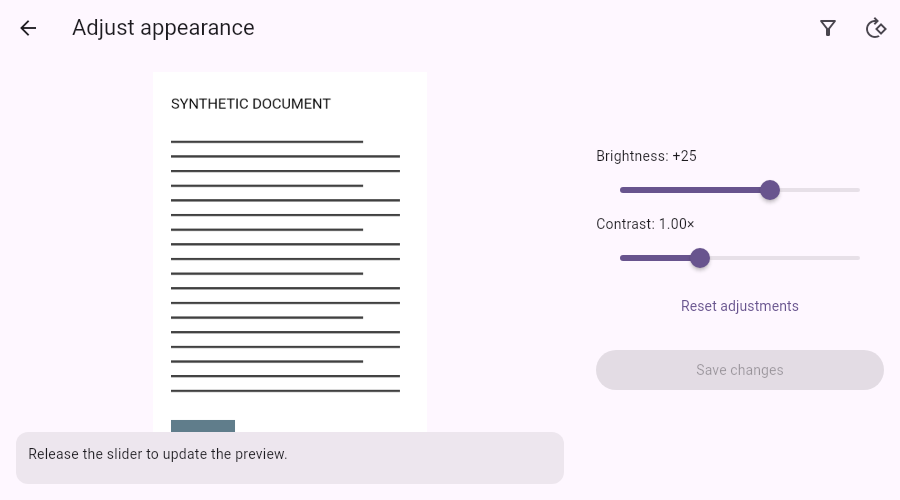 Adjust appearance
SYNTHETIC DOCUMENT
Brightness: +25
Contrast: 1.00×
Reset adjustments
Save changes
Release the slider to update the preview.